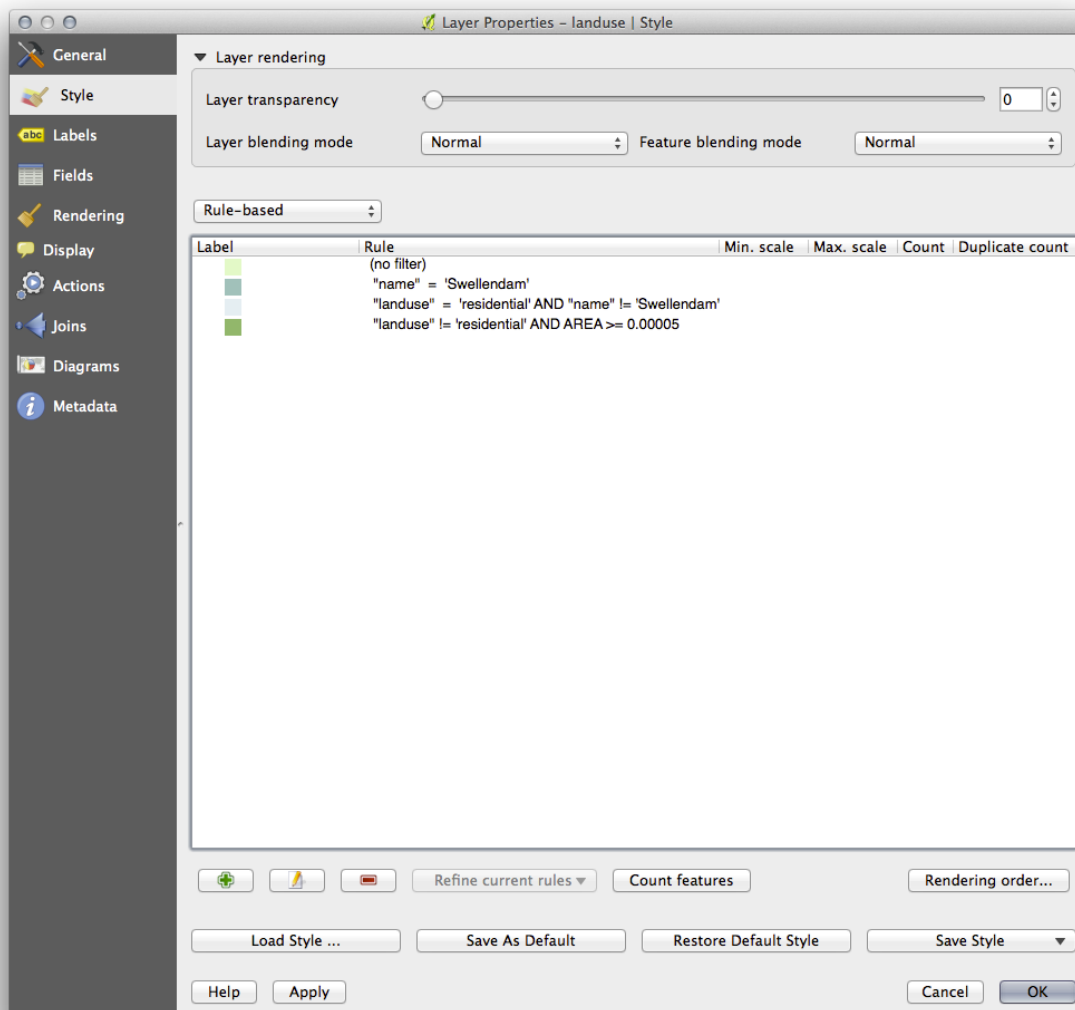 Layer Properties - landuse | Style
General
Style
Labels
Fields
Rendering
Display
Actions
Joins
Diagrams
Metadata
Layer rendering
Layer transparency 0
Layer blending mode Normal Feature blending mode Normal
Rule-based
Label Rule Min. scale Max. scale Count Duplicate count
(no filter)
"name" = 'Swellendam'
"landuse" = 'residential' AND "name" != 'Swellendam'
"landuse" != 'residential' AND AREA >= 0.00005
Refine current rules Count features Rendering order...
Load Style ... Save As Default Restore Default Style Save Style
Help Apply Cancel OK
abc